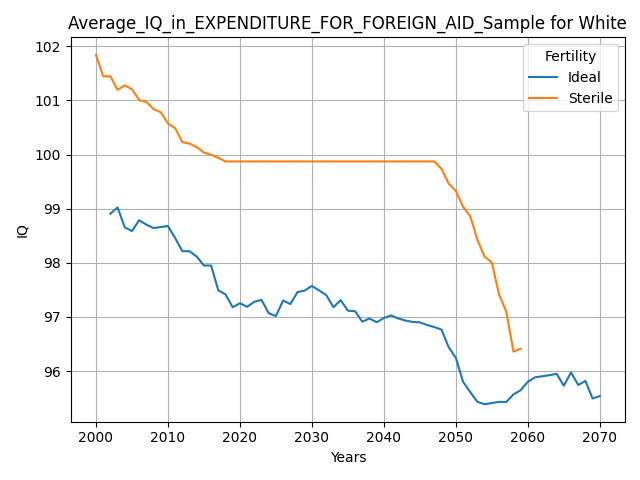 Average_IQ_in_EXPENDITURE_FOR_FOREIGN_AID_Sample for White
Fertility
Ideal
Sterile
IQ
102
101
100
99
98
97
96
2000 2010 2020 2030 2040 2050 2060 2070
Years